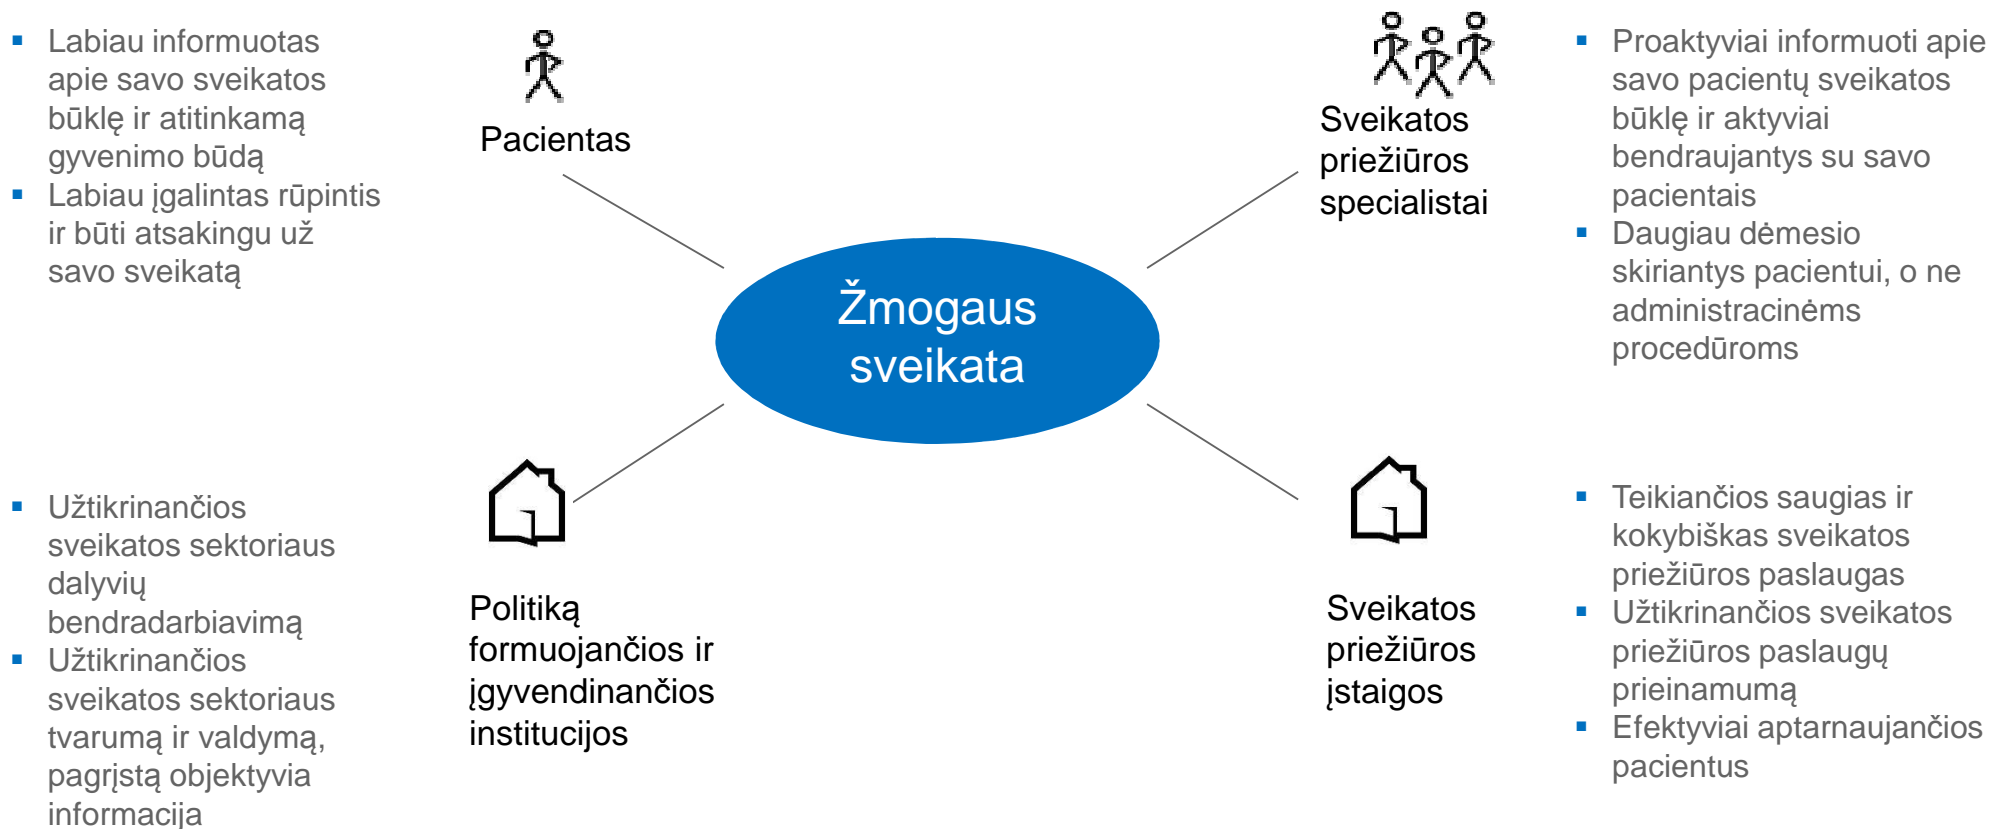 Labiau informuotas
apie savo sveikatos
būklę ir atitinkamą
gyvenimo būdą
Labiau įgalintas rūpintis
ir būti atsakingu už
savo sveikatą
Pacientas
Sveikatos
priežiūros
specialistai
Proaktyviai informuoti apie
savo pacientų sveikatos
būklę ir aktyviai
bendraujantys su savo
pacientais
Daugiau dėmesio
skiriantys pacientui, o ne
administracinėms
procedūroms
Žmogaus
sveikata
Užtikrinančios
sveikatos sektoriaus
dalyvių
bendradarbiavimą
Užtikrinančios
sveikatos sektoriaus
tvarumą ir valdymą,
pagrįstą objektyvia
informacija
Politiką
formuojančios ir
įgyvendinančios
institucijos
Sveikatos
priežiūros
įstaigos
Teikiančios saugias ir
kokybiškas sveikatos
priežiūros paslaugas
Užtikrinančios sveikatos
priežiūros paslaugų
prieinamumą
Efektyviai aptarnaujančios
pacientus